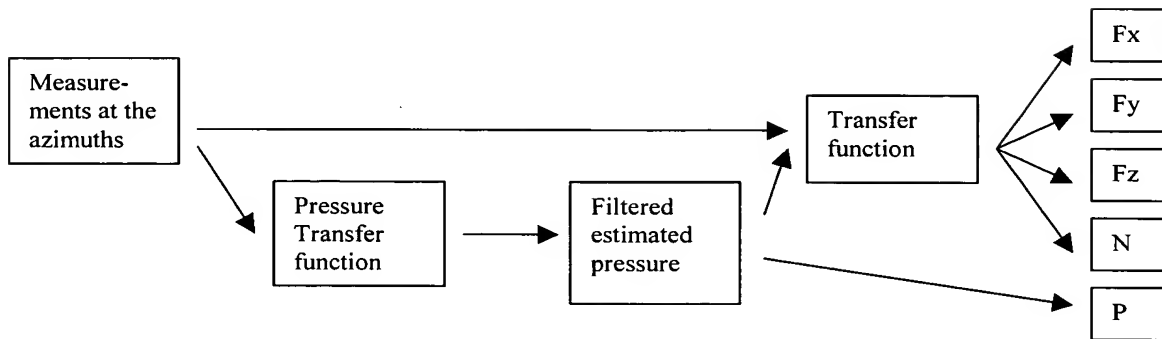 Measure-
ments at the
azimuths
Pressure
Transfer
function
Filtered
estimated
pressure
Transfer
function
Fx
Fy
Fz
N
P